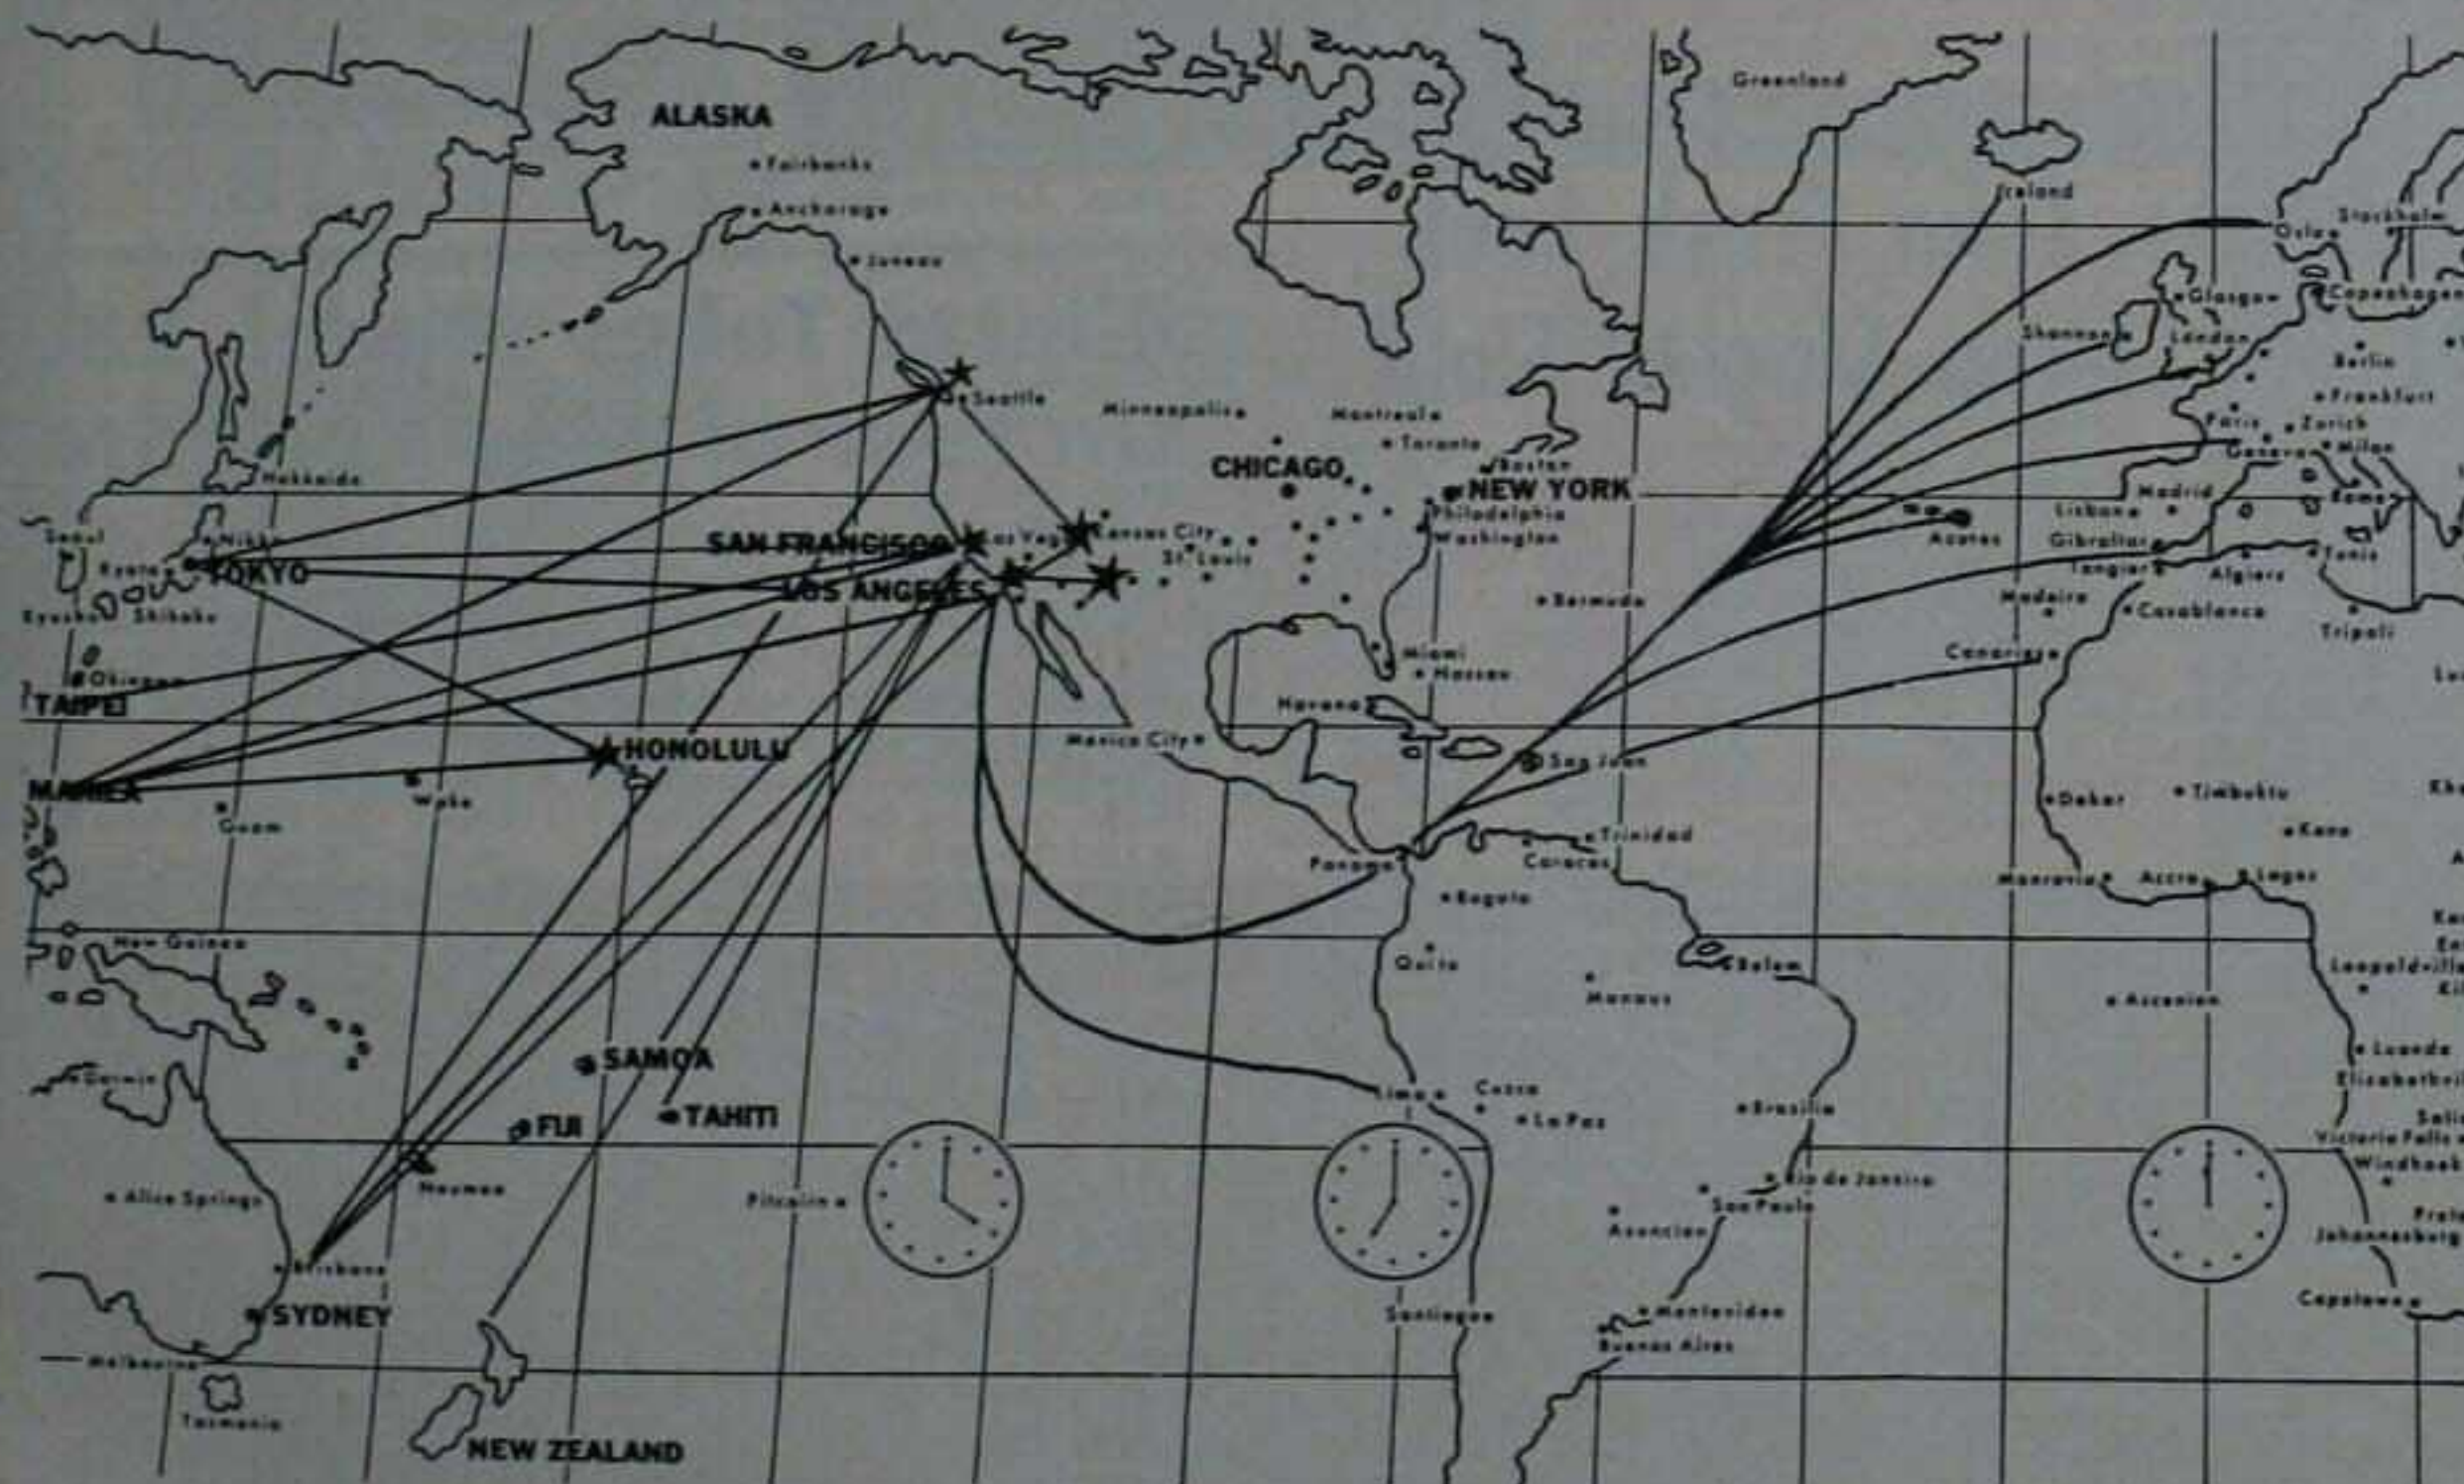 Greenland
ALASKA
Fairbanks
Ireland
Anchorage
Stockholm
Oslo
Juneau
Glasgow
Copenhagen
Shannon
London
Berlin
Seattle
Minneapolis
Montreal
Frankfurt
Toronto
Paris
Zurich
Milan
Geneva
CHICAGO
Boston
Hokkaido
NEW YORK
Madrid
Rome
Lisbon
Philadelphia
Seoul
Nikko
SAN FRANCISCO
Las Vegas
Kansas City
Washington
Azores
Gibraltar
St. Louis
Tangier
Algiers
Tunis
Kyoto
TOKYO
LOS ANGELES
Bermuda
Madeira
Casablanca
Kyushu
Shikoku
Tripoli
Miami
Canaries
Okinawa
Nassau
TAIPEI
Havana
HONOLULU
Mexico City
San Juan
MANILA
Wake
Dakar
Timbuktu
Guam
Trinidad
Kano
Panama
Caracas
Monrovia
Accra
Lagos
Bogota
New Guinea
Quito
Belem
Leopoldville
Manaus
Ascension
SAMOA
Luanda
Darwin
Lima
Cuzco
Elisabethvil
FIJI
TAHITI
La Paz
Brasilia
Victoria Falls
Windhoek
Noumea
Alice Springs
Pitcairn
Rio de Janeiro
Sao Paulo
Asuncion
Johannesburg
Brisbane
Capetown
SYDNEY
Santiago
Montevideo
Buenos Aires
Melbourne
Tasmania
NEW ZEALAND